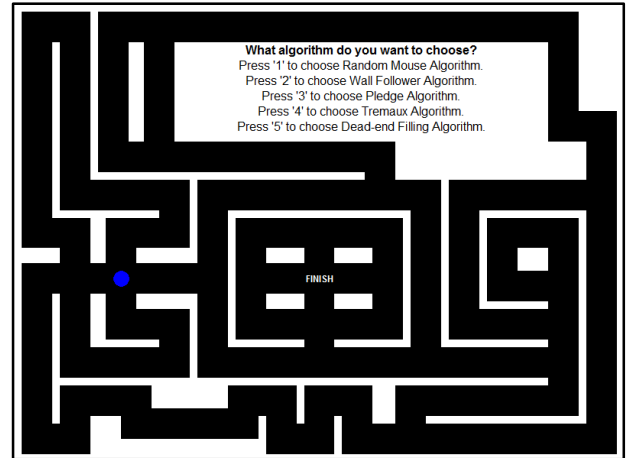 What algorithm do you want to choose?
Press '1' to choose Random Mouse Algorithm.
Press '2' to choose Wall Follower Algorithm.
Press '3' to choose Pledge Algorithm.
Press '4' to choose Tremaux Algorithm.
Press '5' to choose Dead-end Filling Algorithm.
FINISH